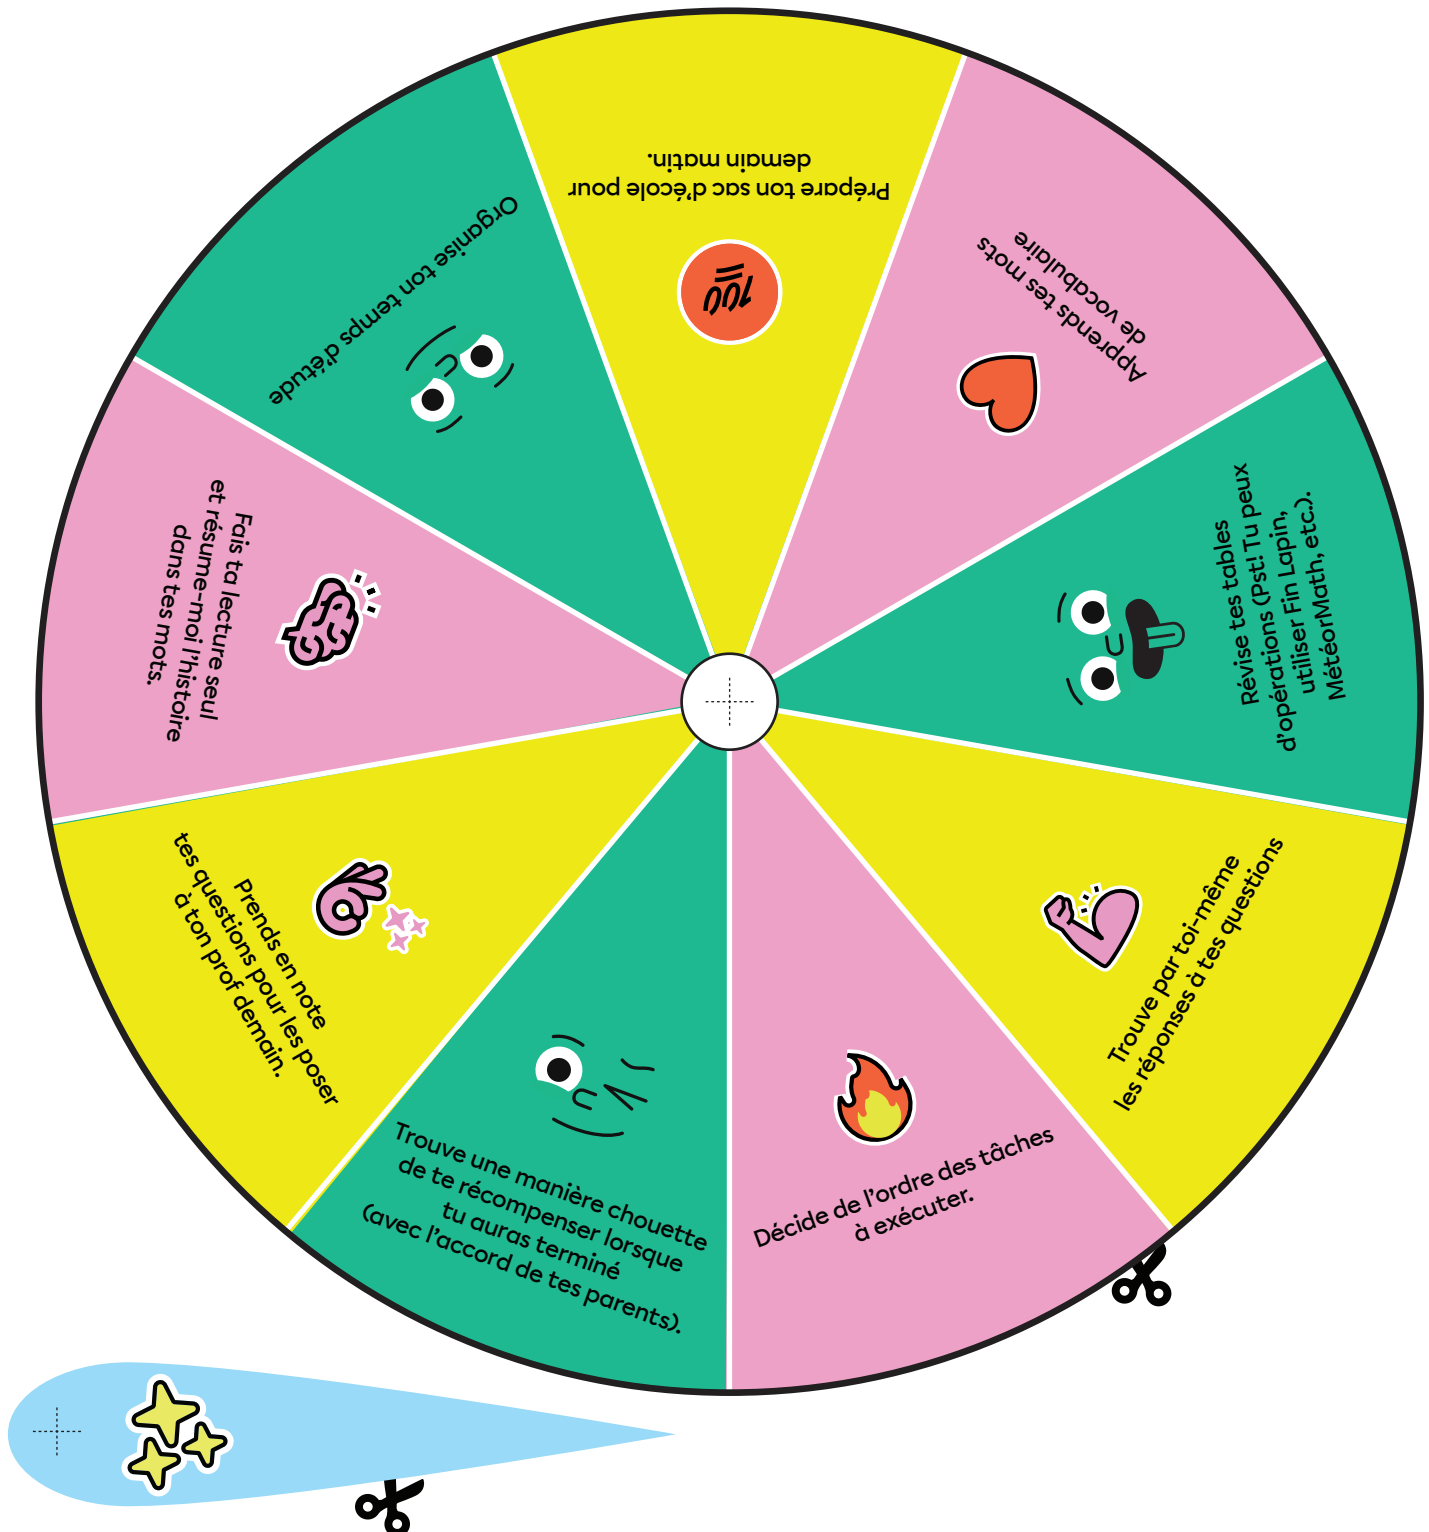 Prépare ton sac d'école pour
demain matin.
100
Apprends tes mots
de vocabulaire
Révise tes tables
d'opérations (Pst! Tu peux
utiliser Fin Lapin,
MétéorMath, etc.).
Trouve par toi-même
les réponses à tes questions
Décide de l'ordre des tâches
à exécuter.
Trouve une manière chouette
de te récompenser lorsque
tu auras terminé
(avec l'accord de tes parents).
Prends en note
tes questions pour les poser
à ton prof demain.
Fais ta lecture seul
et résume-moi l'histoire
dans tes mots.
Organise ton temps d'étude